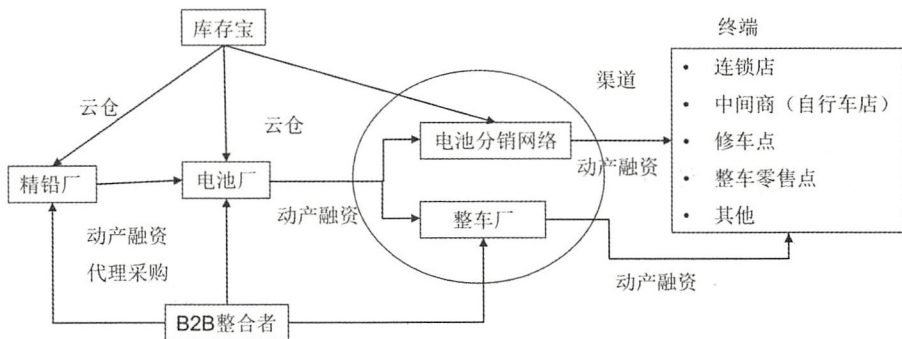 库存宝
终端
云仓
云仓
渠道
• 连锁店
• 中间商（自行车店）
• 修车点
• 整车零售点
• 其他
电池分销网络
动产融资
精铅厂
电池厂
动产融资
整车厂
动产融资
代理采购
动产融资
B2B整合者